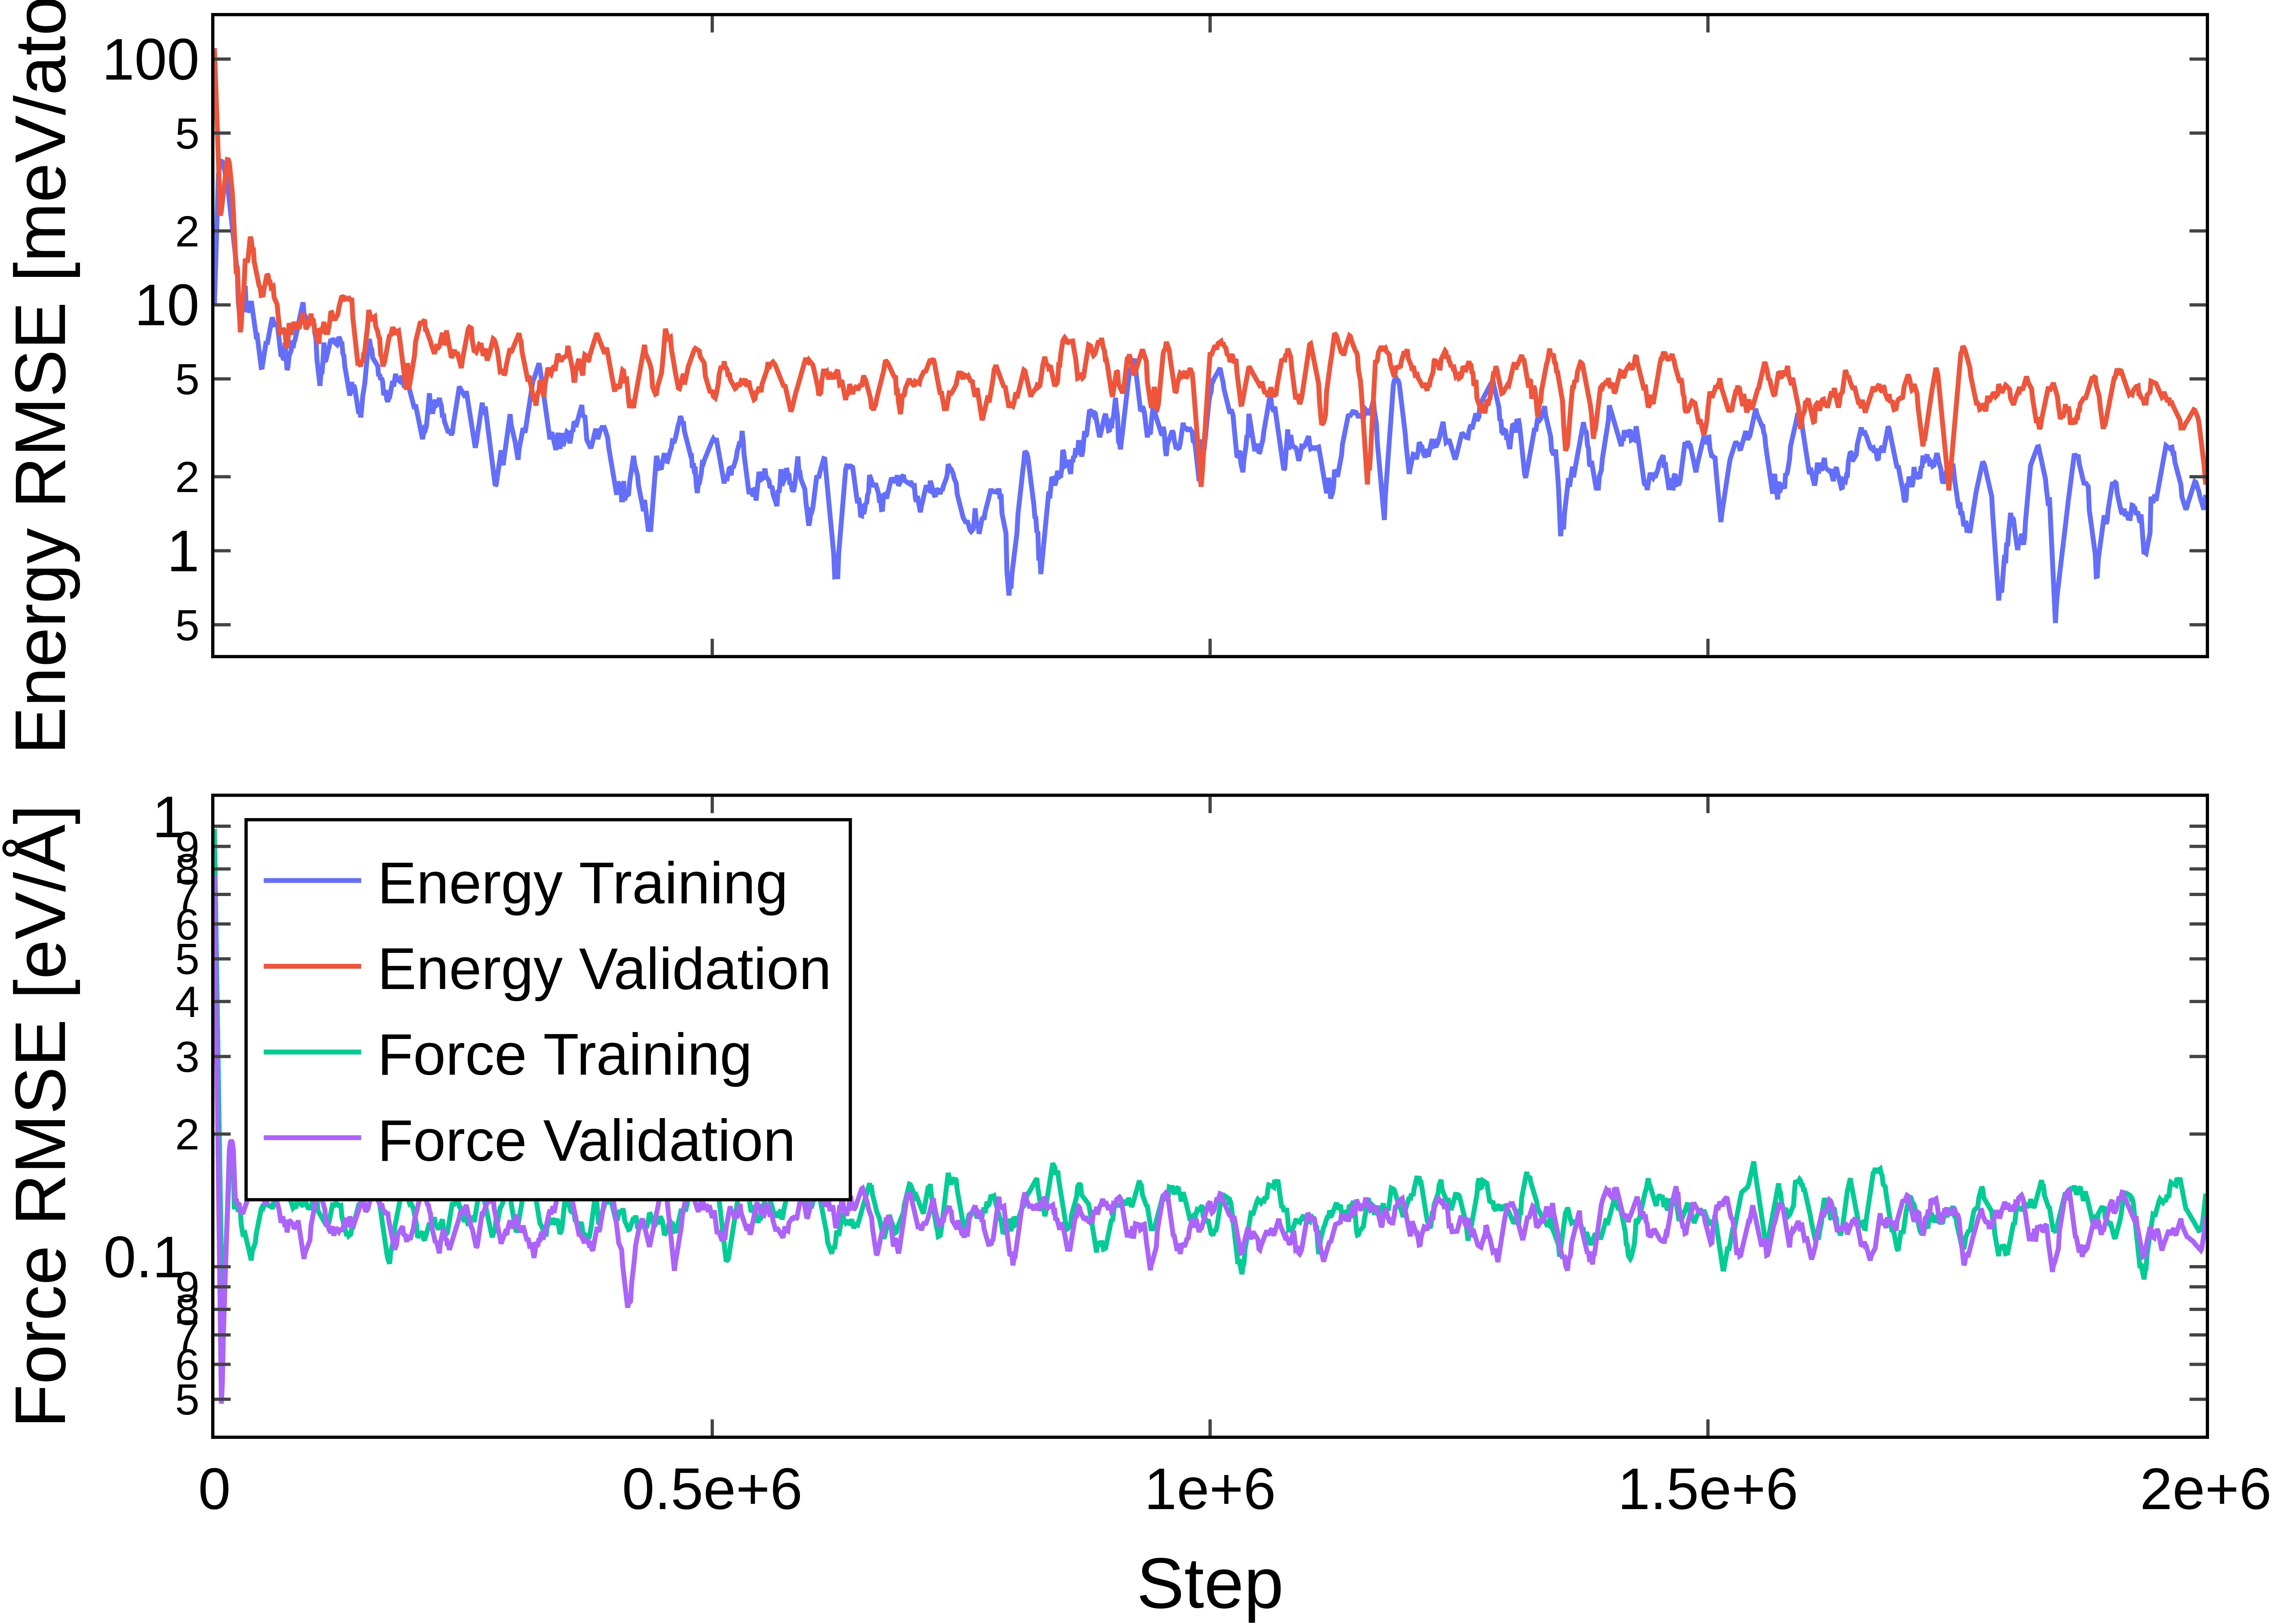 Energy RMSE [meV/ato
100
5
2
10
5
2
1
5
Force RMSE [eV/Å]
1
9
8
7
6
5
4
3
2
0.1
9
8
7
6
5
Energy Training
Energy Validation
Force Training
Force Validation
0 0.5e+6 1e+6 1.5e+6 2e+6
Step